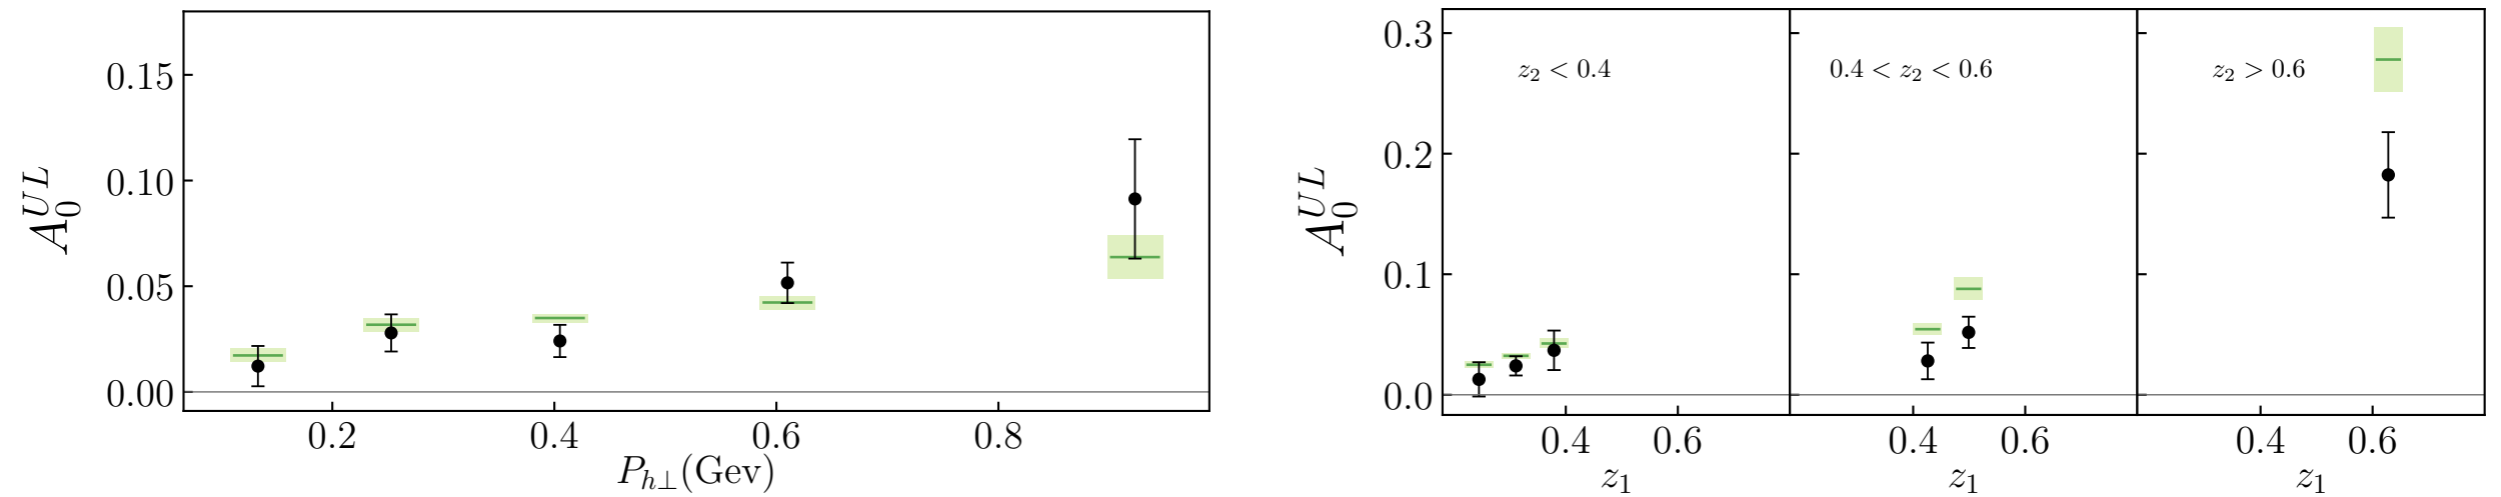 0.15
0.10
0.05
0.00
A_0^{UL}
0.2 0.4 0.6 0.8
P_{h⊥}(Gev)
0.3
0.2
0.1
0.0
A_0^{UL}
z_2 < 0.4
0.4 < z_2 < 0.6
z_2 > 0.6
0.4 0.6 0.4 0.6 0.4 0.6
z_1 z_1 z_1